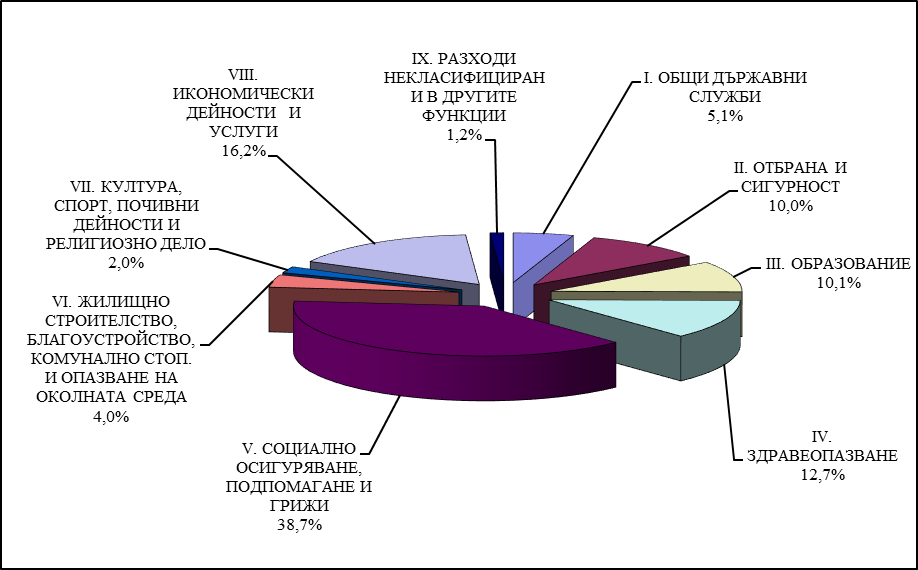 IX. РАЗХОДИ
НЕКЛАСИФИЦИРАН
И В ДРУГИТЕ
ФУНКЦИИ
1,2%
I. ОБЩИ ДЪРЖАВНИ
СЛУЖБИ
5,1%
II. ОТБРАНА И
СИГУРНОСТ
10,0%
III. ОБРАЗОВАНИЕ
10,1%
IV.
ЗДРАВЕОПАЗВАНЕ
12,7%
V. СОЦИАЛНО
ОСИГУРЯВАНЕ,
ПОДПОМАГАНЕ И
ГРИЖИ
38,7%
VI. ЖИЛИЩНО
СТРОИТЕЛСТВО,
БЛАГОУСТРОЙСТВО,
КОМУНАЛНО СТОП.
И ОПАЗВАНЕ НА
ОКОЛНАТА СРЕДА
4,0%
VII. КУЛТУРА,
СПОРТ, ПОЧИВНИ
ДЕЙНОСТИ И
РЕЛИГИОЗНО ДЕЛО
2,0%
VIII.
ИКОНОМИЧЕСКИ
ДЕЙНОСТИ И
УСЛУГИ
16,2%